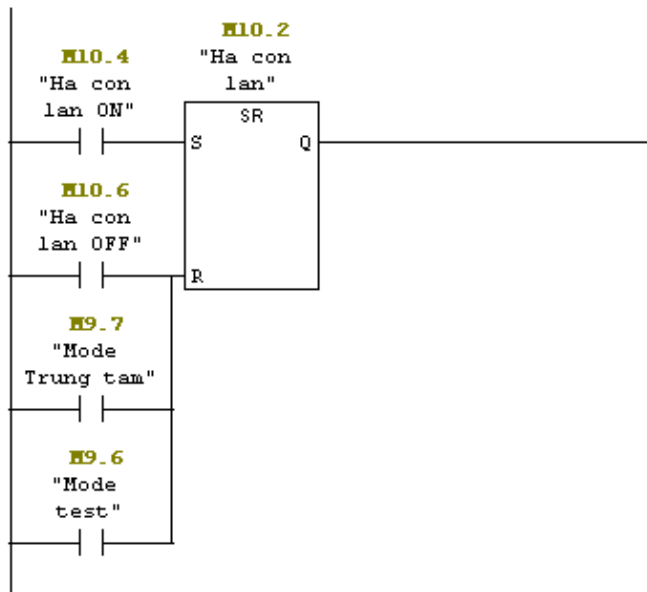 M10.2
M10.4
"Ha con
"Ha con
lan"
lan ON"
SR
S
Q
M10.6
"Ha con
lan OFF"
R
M9.7
"Mode
Trung tam"
M9.6
"Mode
test"